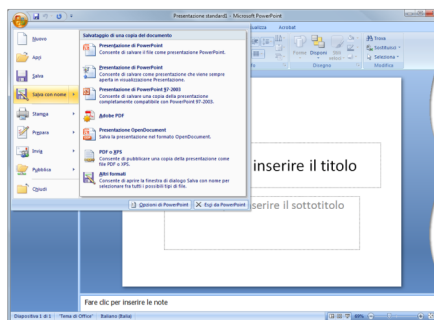 Presentazione standard1 - Microsoft PowerPoint
Visualizza Acrobat
Nuovo
Apri
Salva
Salva con nome
Stampa
Prepara
Invia
Pubblica
Chiudi
Salvataggio di una copia del documento
Presentazione di PowerPoint
Consente di salvare il file come presentazione PowerPoint.
Presentazione di PowerPoint
Consente di salvare come presentazione che viene sempre
aperta in visualizzazione Presentazione.
Presentazione di PowerPoint 97-2003
Consente di salvare una copia della presentazione
completamente compatibile con PowerPoint 97-2003.
Adobe PDF
Presentazione OpenDocument
Salva la presentazione nel formato OpenDocument.
PDF o XPS
Consente di pubblicare una copia della presentazione come
file PDF o XPS.
Altri formati
Consente di aprire la finestra di dialogo Salva con nome per
selezionare fra tutti i possibili tipi di file.
Opzioni di PowerPoint
Esci da PowerPoint
Forme Disponi
Disegno
Trova
Sostituisci
Seleziona
Modifica
inserire il titolo
serire il sottotitolo
Fare clic per inserire le note
Diapositiva 1 di 1 "Tema di Office" Italiano (Italia)